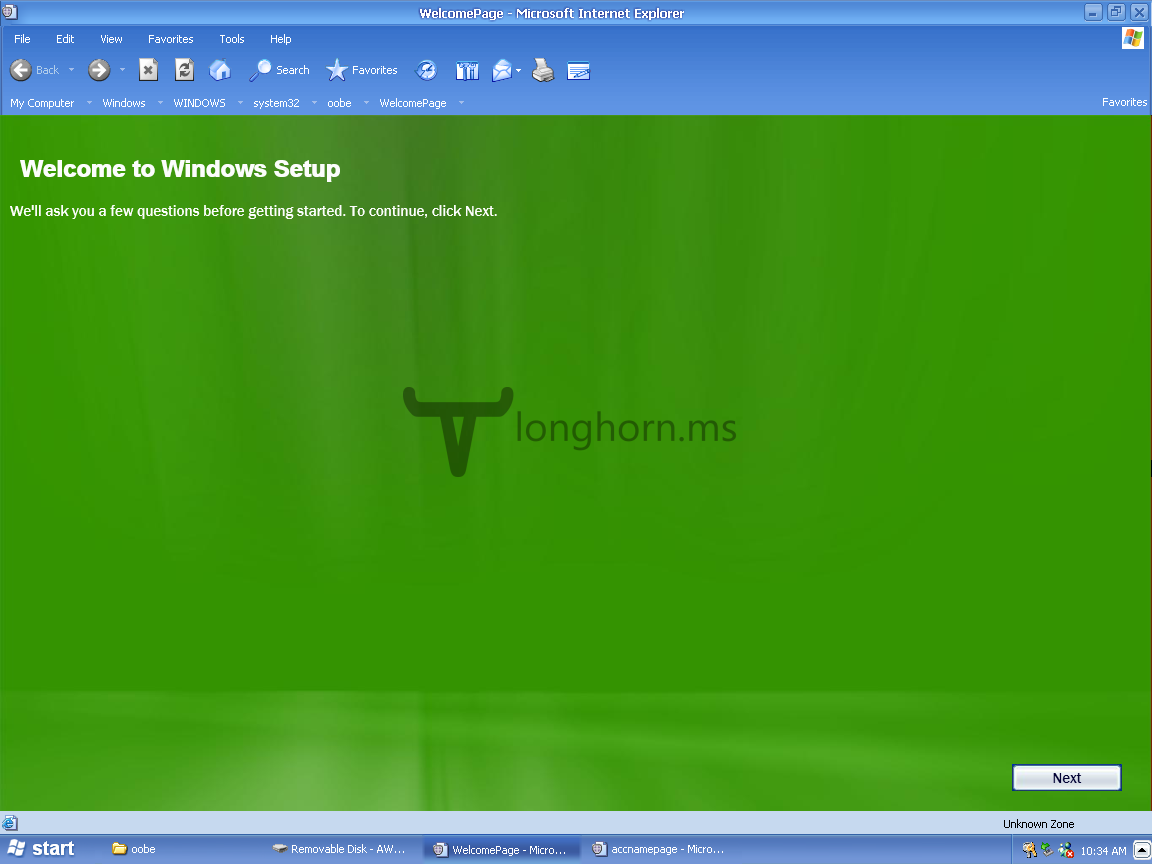 WelcomePage - Microsoft Internet Explorer
File Edit View Favorites Tools Help
Back Search Favorites
My Computer Windows WINDOWS system32 oobe WelcomePage Favorites
Welcome to Windows Setup
We'll ask you a few questions before getting started. To continue, click Next.
longhorn.ms
Next
Unknown Zone
start oobe Removable Disk - AW... WelcomePage - Micro... accnamepage - Micro... 10:34 AM